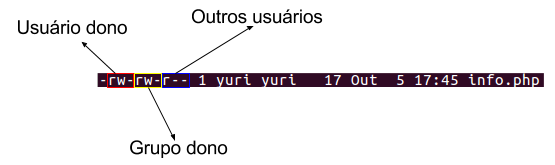 Outros usuários
Usuário dono
-rw-rw-r-- 1 yuri yuri 17 Out 5 17:45 info.php
Grupo dono